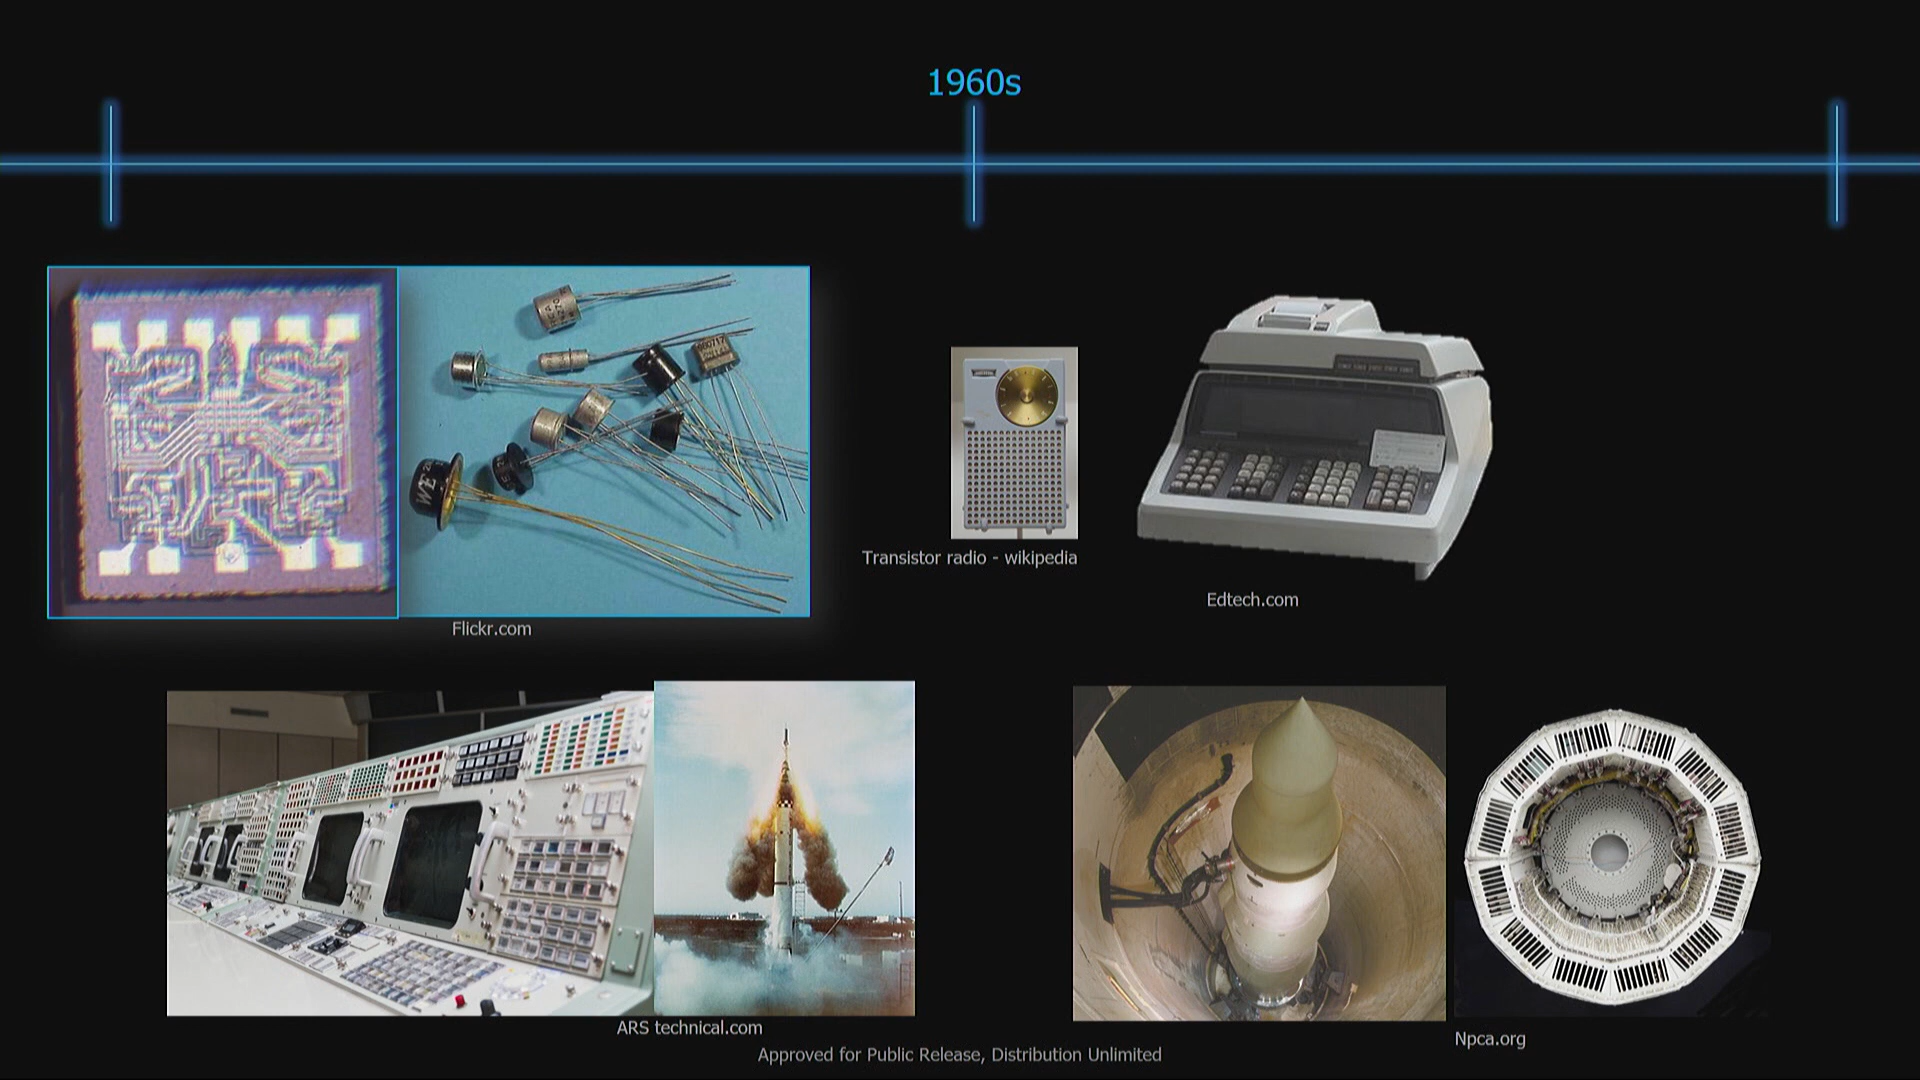 1960s
WE
Flickr.com
Transistor radio - wikipedia
Edtech.com
ARS technical.com
Npca.org
Approved for Public Release, Distribution Unlimited